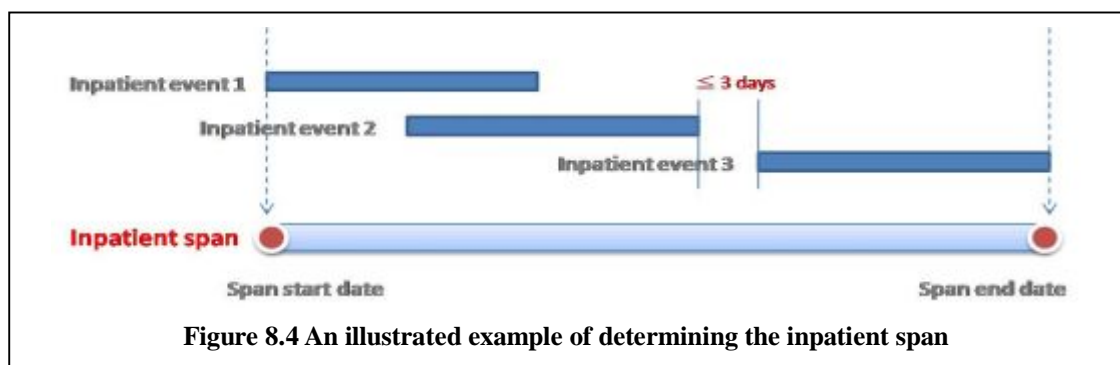 Inpatient event 1
≤ 3 days
Inpatient event 2
Inpatient event 3
Inpatient span
Span start date
Span end date
Figure 8.4 An illustrated example of determining the inpatient span